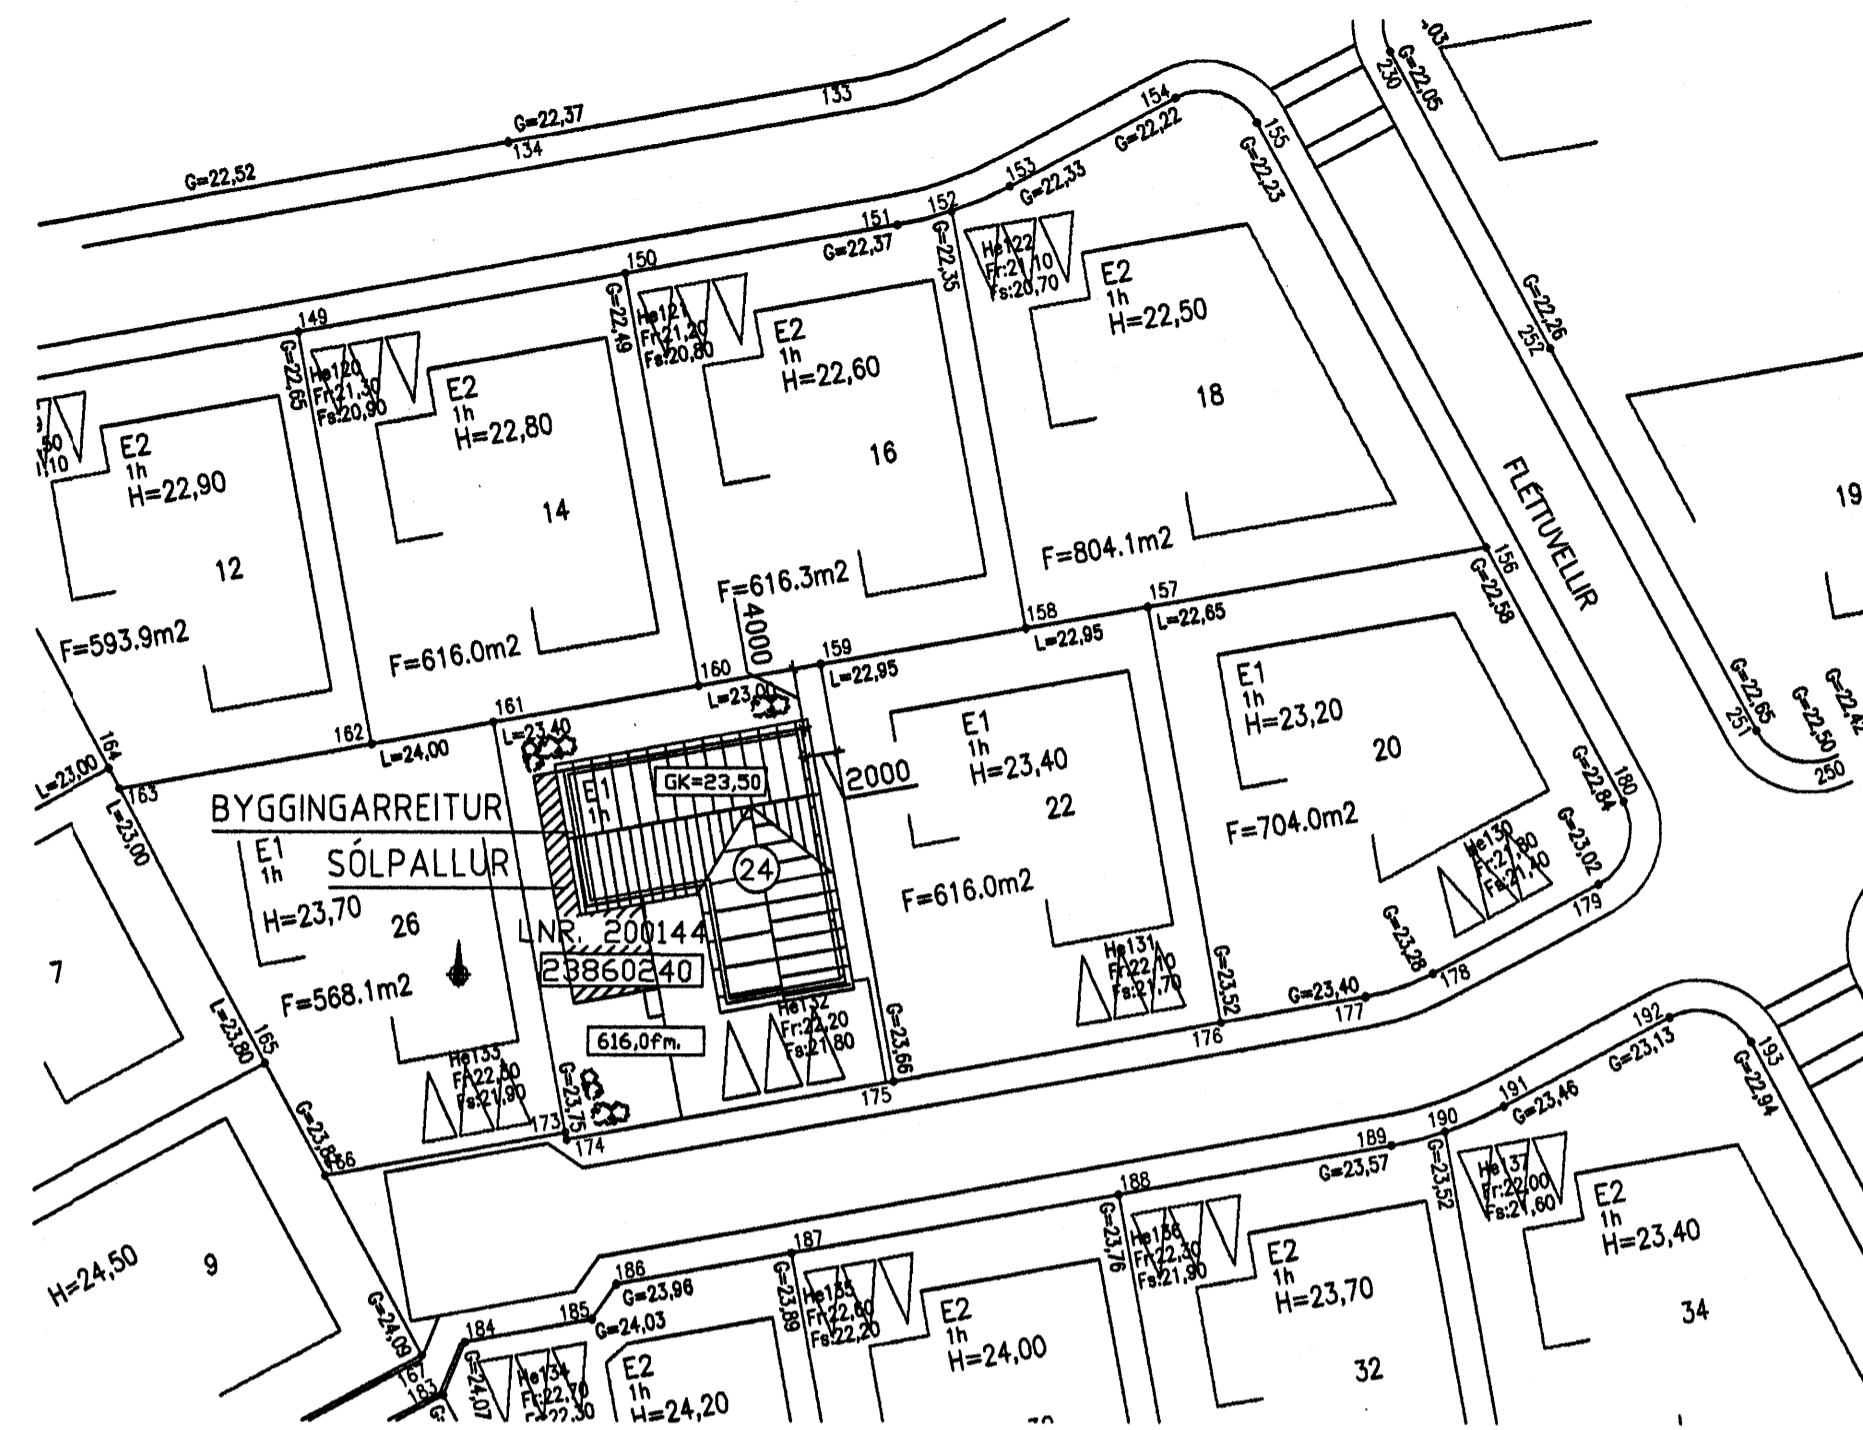 133
G=22,37
134
G=22,52
154
G=22,22
155
G=22,23
153
G=22,33
152
G=22,35
151
G=22,37
150
G=22,49
149
G=22,65
230
G=22,05
,03
G=22,26
252
FLÉTTUVELLIR
He122
Fr:21,10
Fs:20,70
E2
1h
H=22,50
18
F=804.1m2
He121
Fr:21,20
Fs:20,80
E2
1h
H=22,60
16
F=616.3m2
He120
Fr:21,30
Fs:20,90
E2
1h
H=22,80
14
F=616.0m2
E2
1h
H=22,90
12
F=593.9m2
19
156
G=22,58
157
L=22,65
158
L=22,95
159
L=22,95
4000
160
L=23,00
161
L=23,40
162
L=24,00
163
L=23,00
164
L=23,00
G=22,65
251
G=22,50
250
E1
1h
H=23,20
20
F=704.0m2
He130
Fr:21,80
Fs:21,40
180
G=22,84
G=23,02
179
G=23,28
178
G=23,40
177
176
G=23,52
E1
1h
H=23,40
22
F=616.0m2
He131
Fr:22,10
Fs:21,70
2000
GK=23,50
E1
1h
24
BYGGINGARREITUR
SÓLPALLUR
LNR. 200144
23860240
616,0fm.
He132
Fr:22,20
Fs:21,80
G=23,66
175
E1
1h
H=23,70
26
F=568.1m2
He133
Fr:22,30
Fs:21,90
173
G=23,75
174
7
L=23,80
165
166
H=24,50
9
G=24,09
167
183
184
G=24,07
185
G=24,03
186
G=23,96
187
G=23,89
188
G=23,76
189
G=23,57
190
G=23,52
191
G=23,46
192
G=23,13
193
G=22,94
He134
Fr:22,70
Fs:22,30
E2
1h
H=24,20
He135
Fr:22,60
Fs:22,20
E2
1h
H=24,00
He136
Fr:22,30
Fs:21,90
E2
1h
H=23,70
32
He137
Fr:22,00
Fs:21,60
E2
1h
H=23,40
34